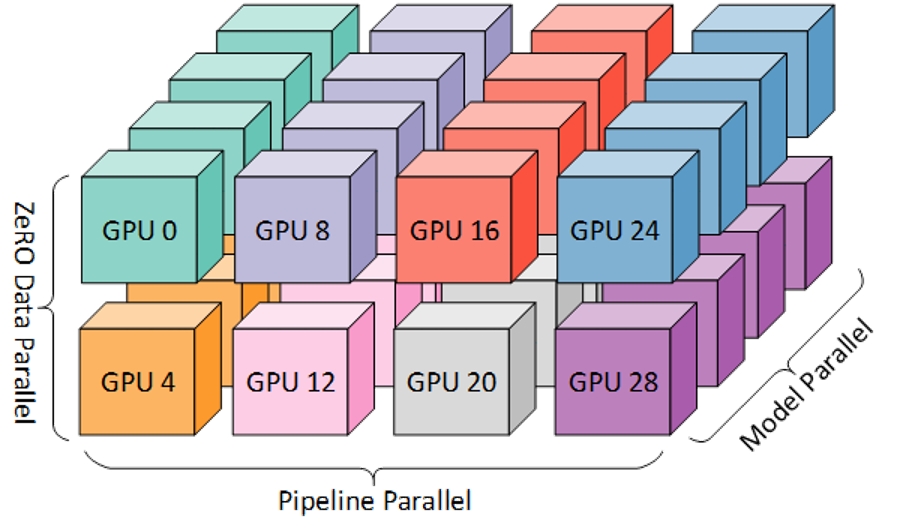 GPU 0
GPU 8
GPU 16
GPU 24
GPU 4
GPU 12
GPU 20
GPU 28
ZeRO Data Parallel
Model Parallel
Pipeline Parallel